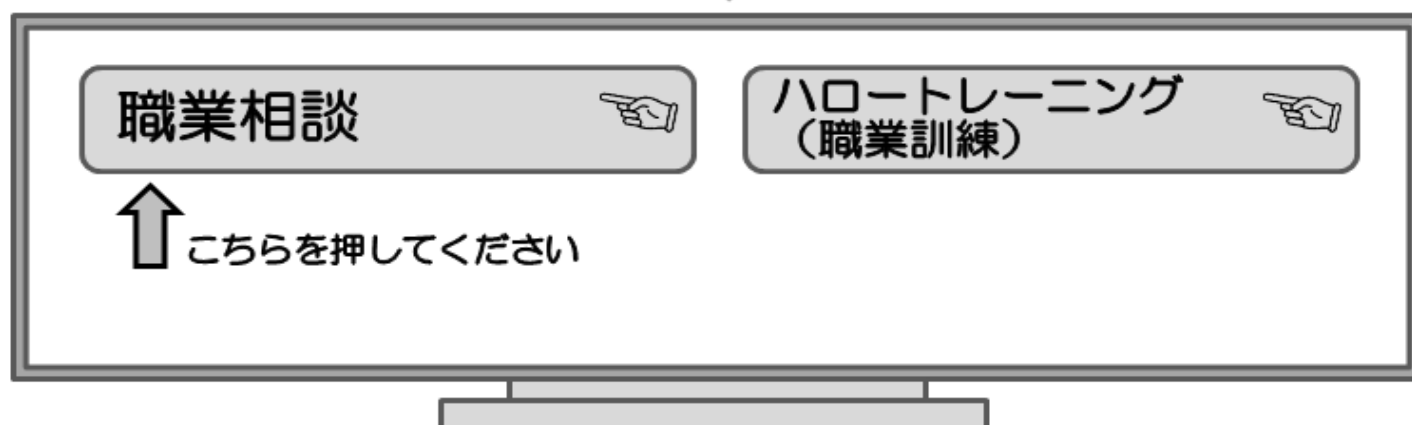 職業相談
ハロートレーニング
（職業訓練）
こちらを押してください